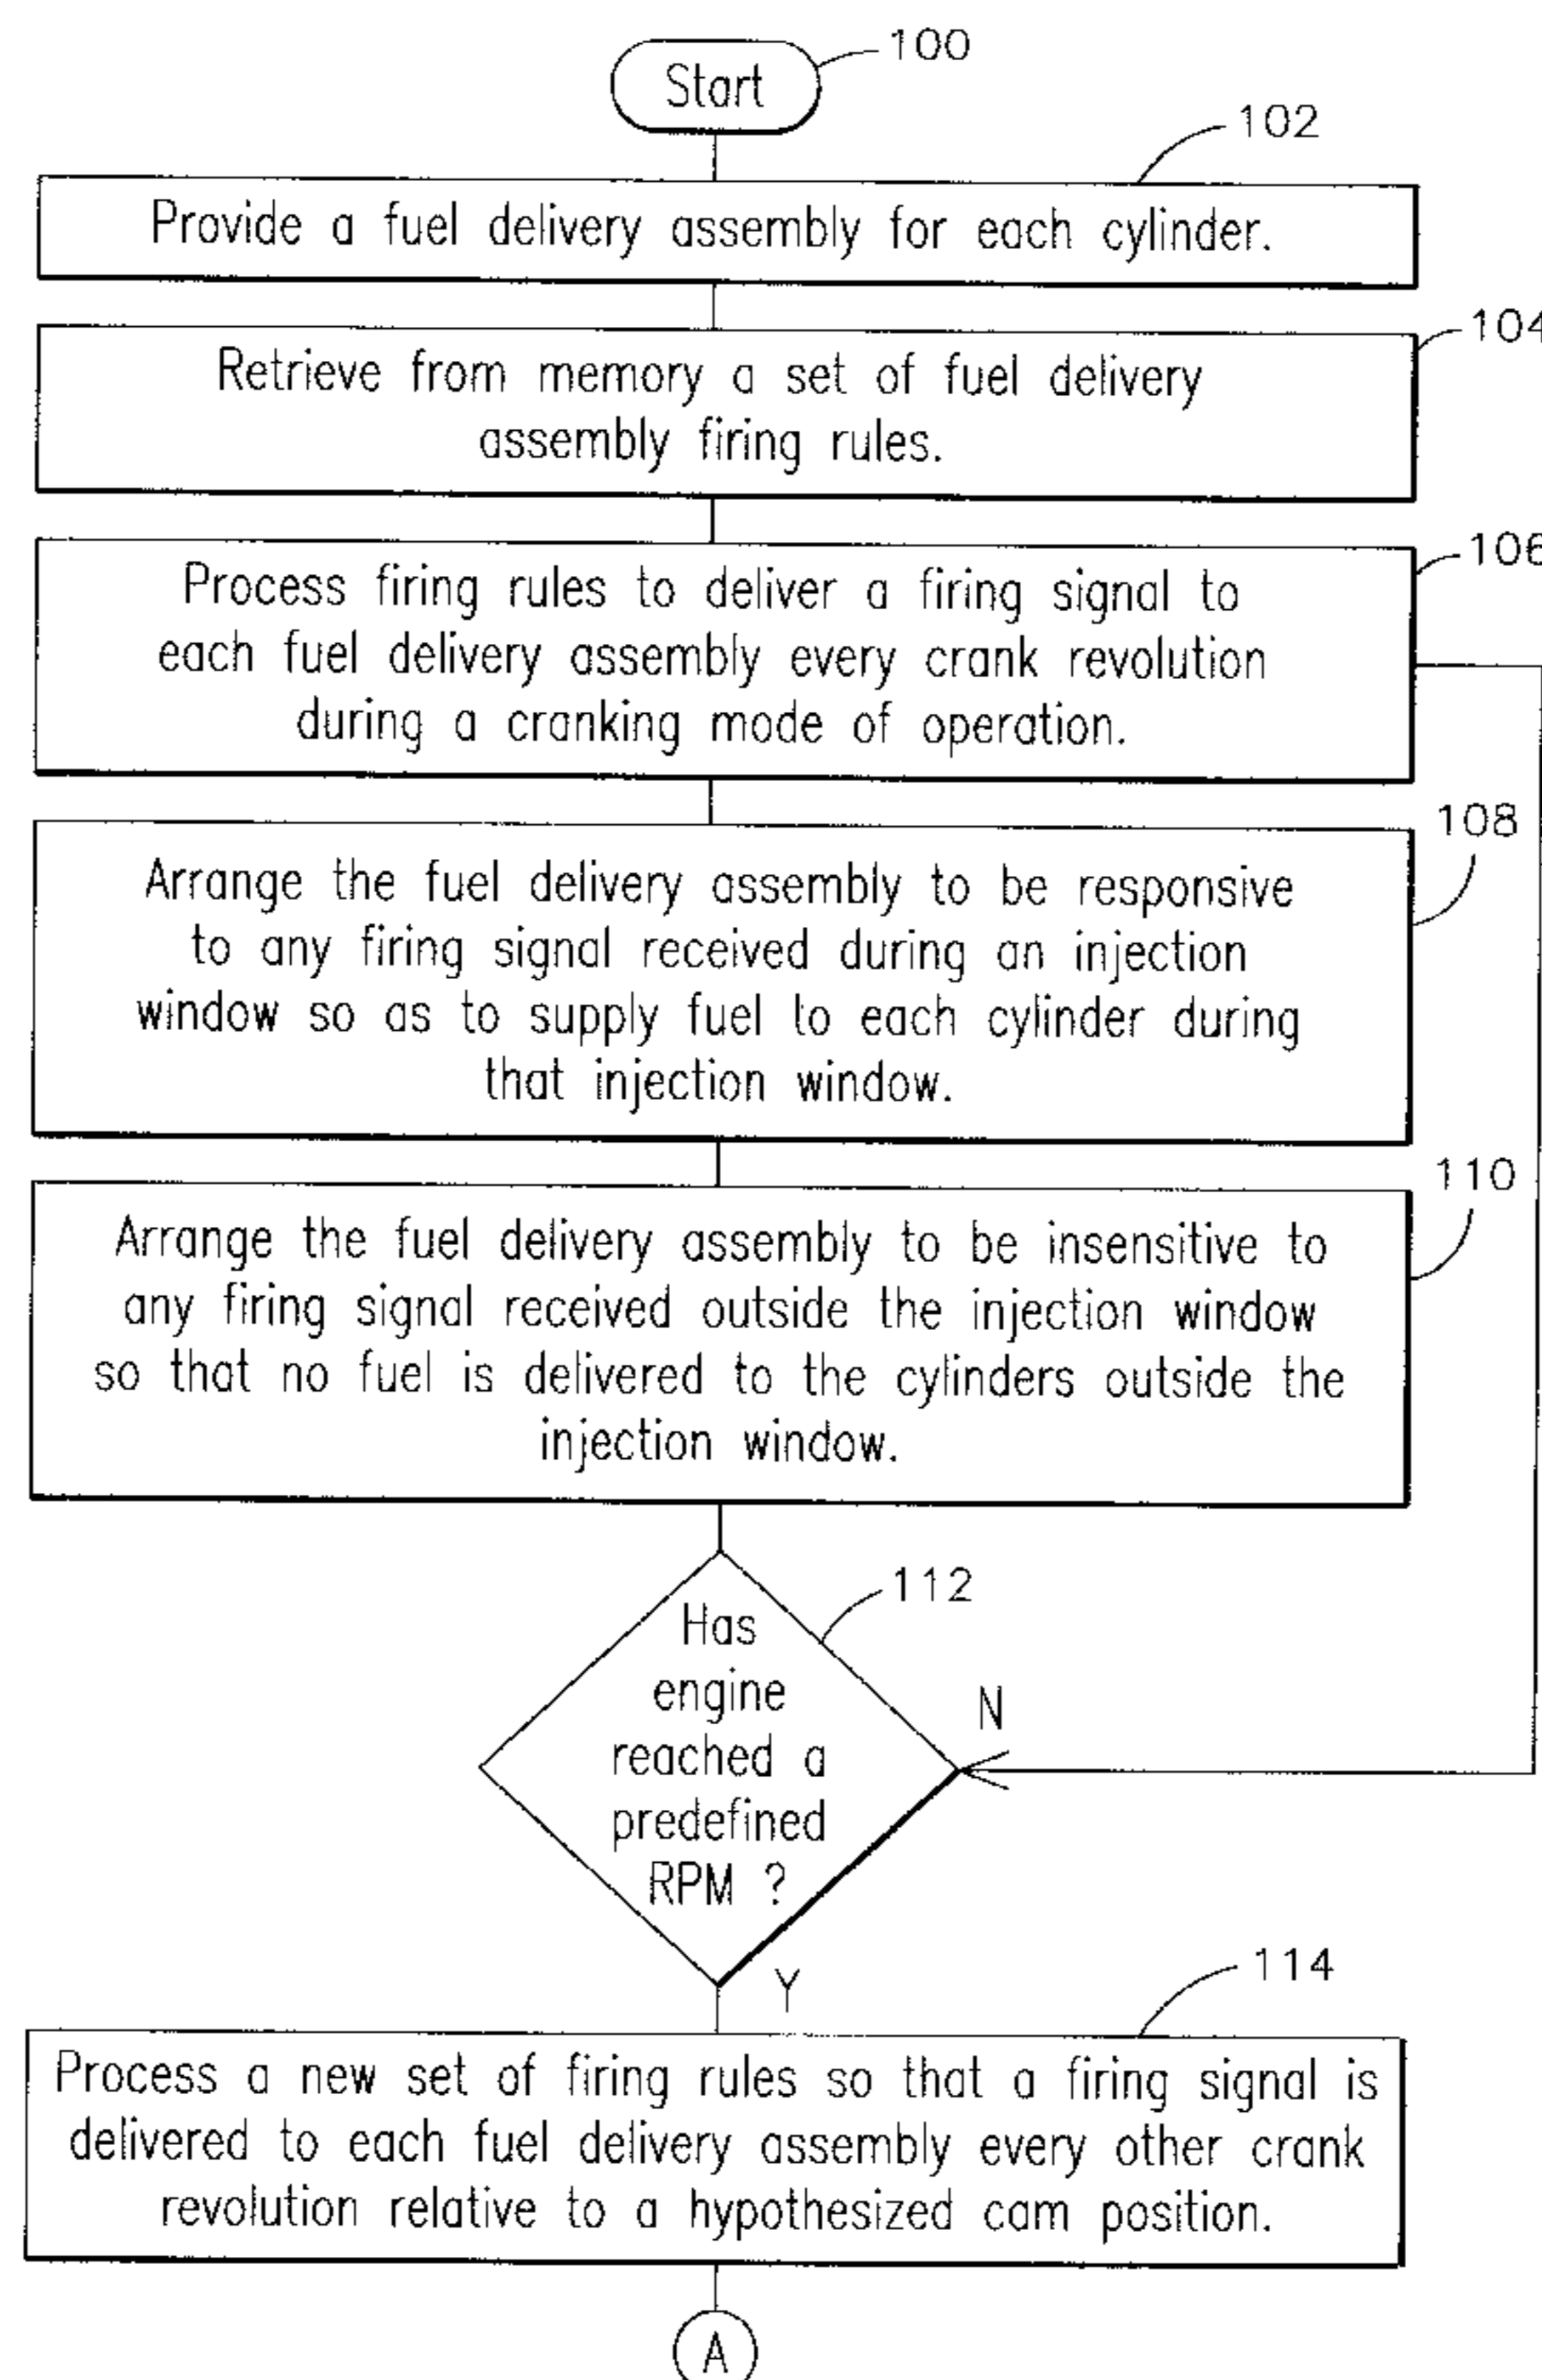 100
Start
102
Provide a fuel delivery assembly for each cylinder.
104
Retrieve from memory a set of fuel delivery
assembly firing rules.
106
Process firing rules to deliver a firing signal to
each fuel delivery assembly every crank revolution
during a cranking mode of operation.
108
Arrange the fuel delivery assembly to be responsive
to any firing signal received during an injection
window so as to supply fuel to each cylinder during
that injection window.
110
Arrange the fuel delivery assembly to be insensitive to
any firing signal received outside the injection window
so that no fuel is delivered to the cylinders outside the
injection window.
112
Has
engine
reached a
predefined
RPM ?
N
Y
114
Process a new set of firing rules so that a firing signal is
delivered to each fuel delivery assembly every other crank
revolution relative to a hypothesized cam position.
A